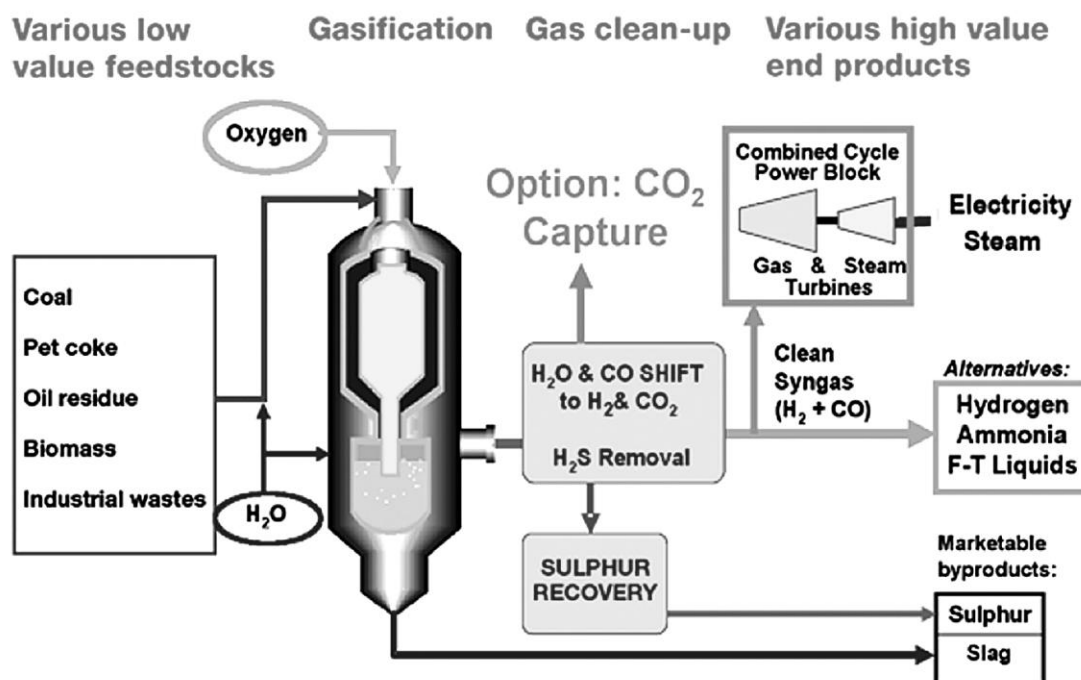 Various low
value feedstocks
Gasification
Gas clean-up
Various high value
end products
Oxygen
Coal
Pet coke
Oil residue
Biomass
Industrial wastes
H₂O
Option: CO₂
Capture
H₂O & CO SHIFT
to H₂& CO₂
H₂S Removal
SULPHUR
RECOVERY
Combined Cycle
Power Block
Gas & Steam
Turbines
Electricity
Steam
Clean
Syngas
(H₂ + CO)
Alternatives:
Hydrogen
Ammonia
F-T Liquids
Marketable
byproducts:
Sulphur
Slag